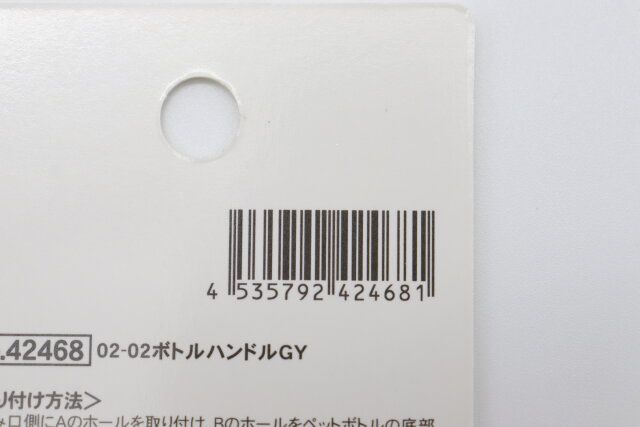 4 535792 424681
.42468 02-02ボトルハンドルGY
り付け方法＞
口側にAのホールを取り付け、Bのホールをペットボトルの底部